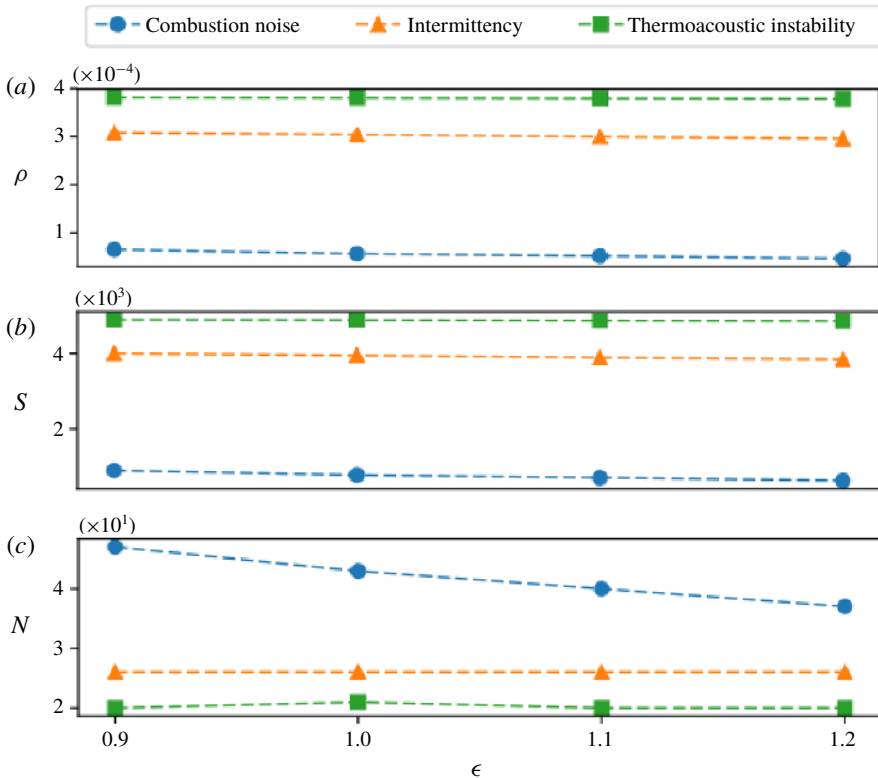 Combustion noise Intermittency Thermoacoustic instability
(a) (×10⁻⁴)
4
3
ρ
2
1
(b) (×10³)
4
S
2
(c) (×10¹)
4
N
3
2
0.9 1.0 1.1 1.2
ϵ